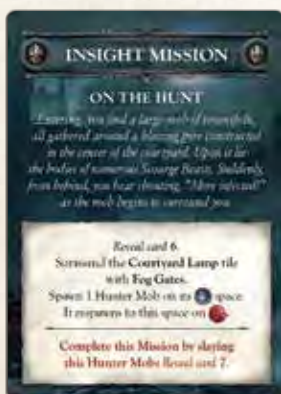 INSIGHT MISSION
ON THE HUNT
Entering, you find a large mob of townsfolk,
all gathered around a blazing pyre constructed
in the center of the courtyard. Upon it lie
the bodies of numerous Scourge Beasts. Suddenly,
from behind, you hear shouting, "More infected!"
as the mob begins to surround you.
Reveal card 6.
Surround the Courtyard Lamp tile
with Fog Gates.
Spawn 1 Hunter Mob on its space.
It respawns to this space on
Complete this Mission by slaying
this Hunter Mob: Reveal card 7.